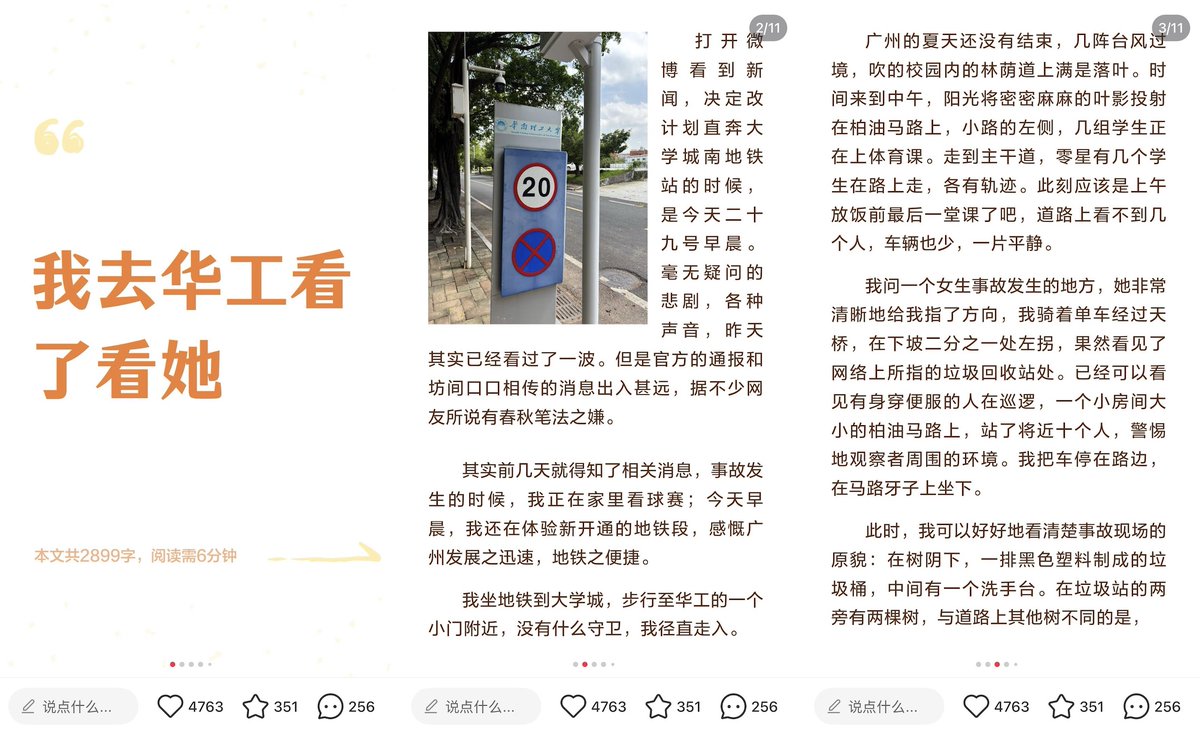 我去华工看
了看她
本文共2899字，阅读需6分钟
说点什么...
4763
351
256
2/11
华南理工大学
20
打开微
博看到新
闻，决定改
计划直奔大
学城南地铁
站的时候，
是今天二十
九号早晨。
毫无疑问的
悲剧，各种
声音，昨天
其实已经看过了一波。但是官方的通报和
坊间口口相传的消息出入甚远，据不少网
友所说有春秋笔法之嫌。
其实前几天就得知了相关消息，事故发
生的时候，我正在家里看球赛；今天早
晨，我还在体验新开通的地铁段，感慨广
州发展之迅速，地铁之便捷。
我坐地铁到大学城，步行至华工的一个
小门附近，没有什么守卫，我径直走入。
说点什么...
4763
351
256
3/11
广州的夏天还没有结束，几阵台风过
境，吹的校园内的林荫道上满是落叶。时
间来到中午，阳光将密密麻麻的叶影投射
在柏油马路上，小路的左侧，几组学生正
在上体育课。走到主干道，零星有几个学
生在路上走，各有轨迹。此刻应该是上午
放饭前最后一堂课了吧，道路上看不到几
个人，车辆也少，一片平静。
我问一个女生事故发生的地方，她非常
清晰地给我指了方向，我骑着单车经过天
桥，在下坡二分之一处左拐，果然看见了
网络上所指的垃圾回收站处。已经可以看
见有身穿便服的人在巡逻，一个小房间大
小的柏油马路上，站了将近十个人，警惕
地观察者周围的环境。我把车停在路边，
在马路牙子上坐下。
此时，我可以好好地看清楚事故现场的
原貌：在树阴下，一排黑色塑料制成的垃
圾桶，中间有一个洗手台。在垃圾站的两
旁有两棵树，与道路上其他树不同的是，
说点什么...
4763
351
256